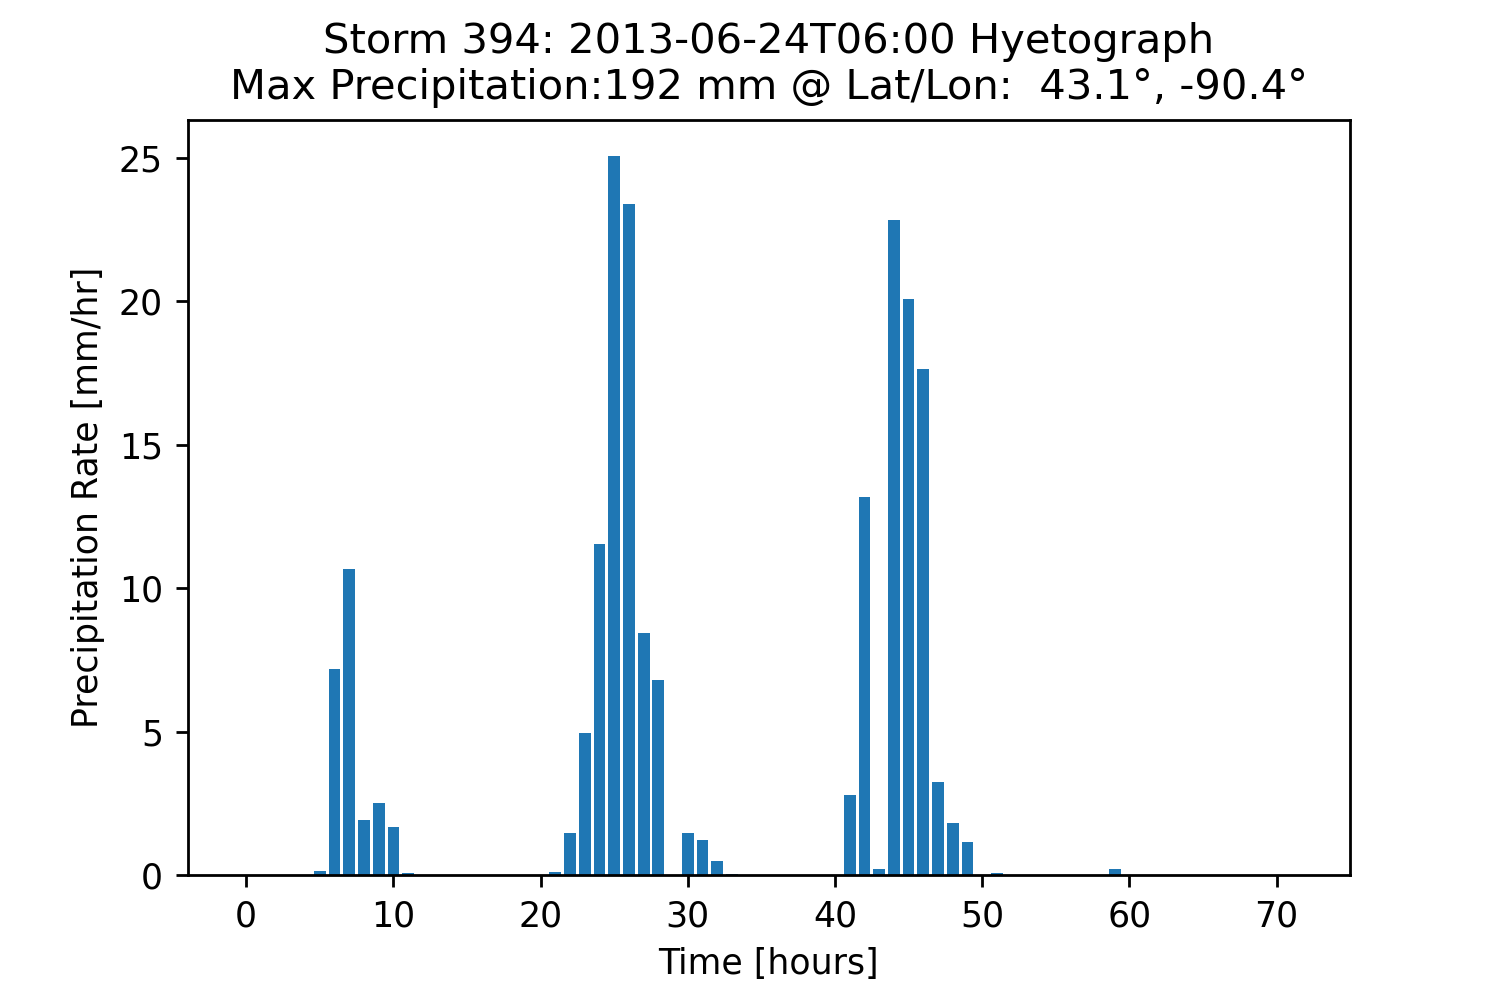 Storm 394: 2013-06-24T06:00 Hyetograph
Max Precipitation:192 mm @ Lat/Lon:  43.1°, -90.4°
Precipitation Rate [mm/hr]
25
20
15
10
5
0
0 10 20 30 40 50 60 70
Time [hours]